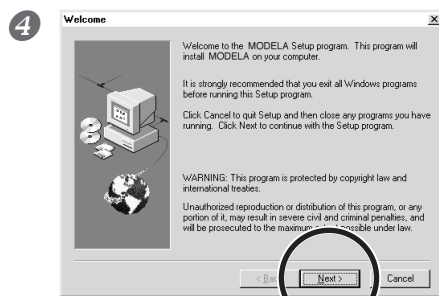 4
Welcome
Welcome to the MODELA Setup program. This program will
install MODELA on your computer.
It is strongly recommended that you exit all Windows programs
before running this Setup program.
Click Cancel to quit Setup and then close any programs you have
running. Click Next to continue with the Setup program.
WARNING: This program is protected by copyright law and
international treaties.
Unauthorized reproduction or distribution of this program, or any
portion of it, may result in severe civil and criminal penalties, and
will be prosecuted to the maximum possible under law.
Next > Cancel